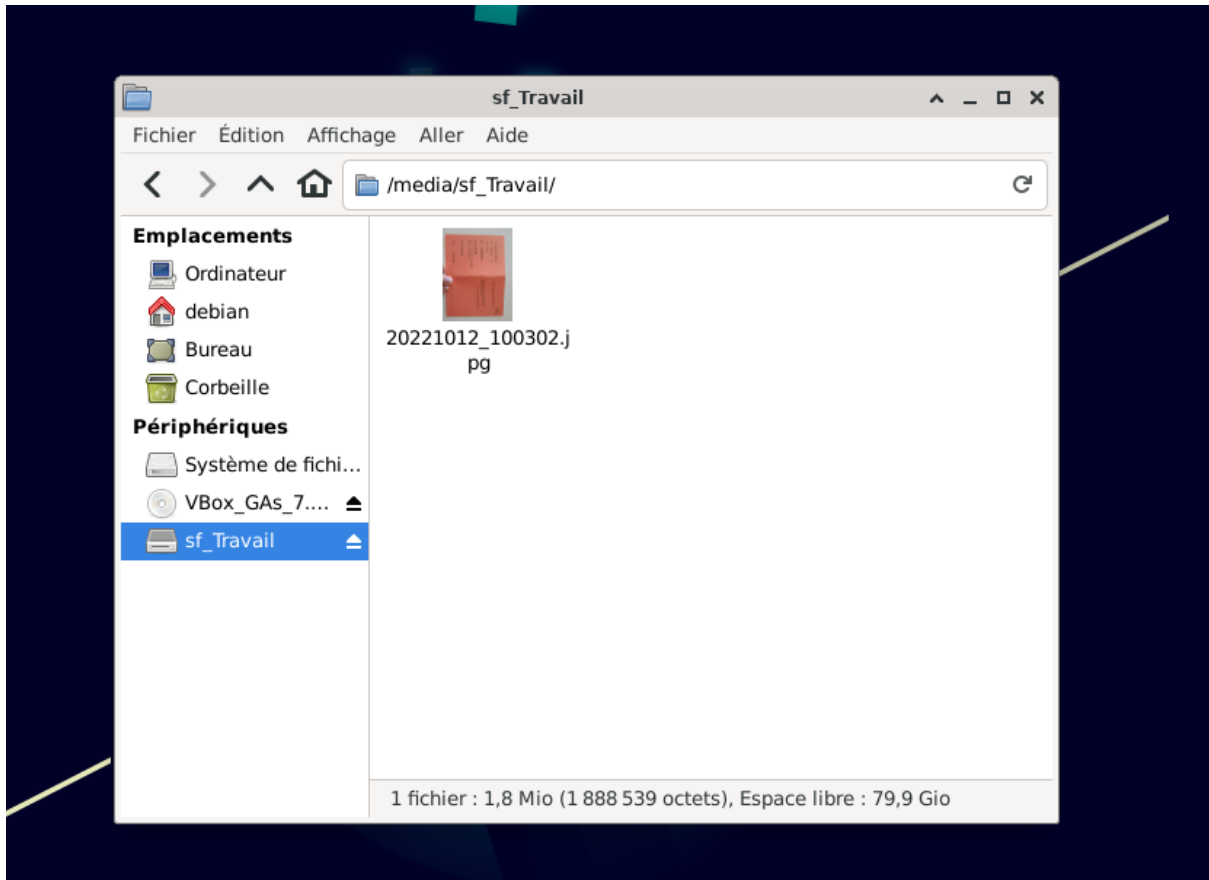 sf_Travail
Fichier Édition Affichage Aller Aide
/media/sf_Travail/
Emplacements
Ordinateur
debian
Bureau
Corbeille
Périphériques
Système de fichi...
VBox_GAs_7....
sf_Travail
20221012_100302.j
pg
1 fichier : 1,8 Mio (1 888 539 octets), Espace libre : 79,9 Gio